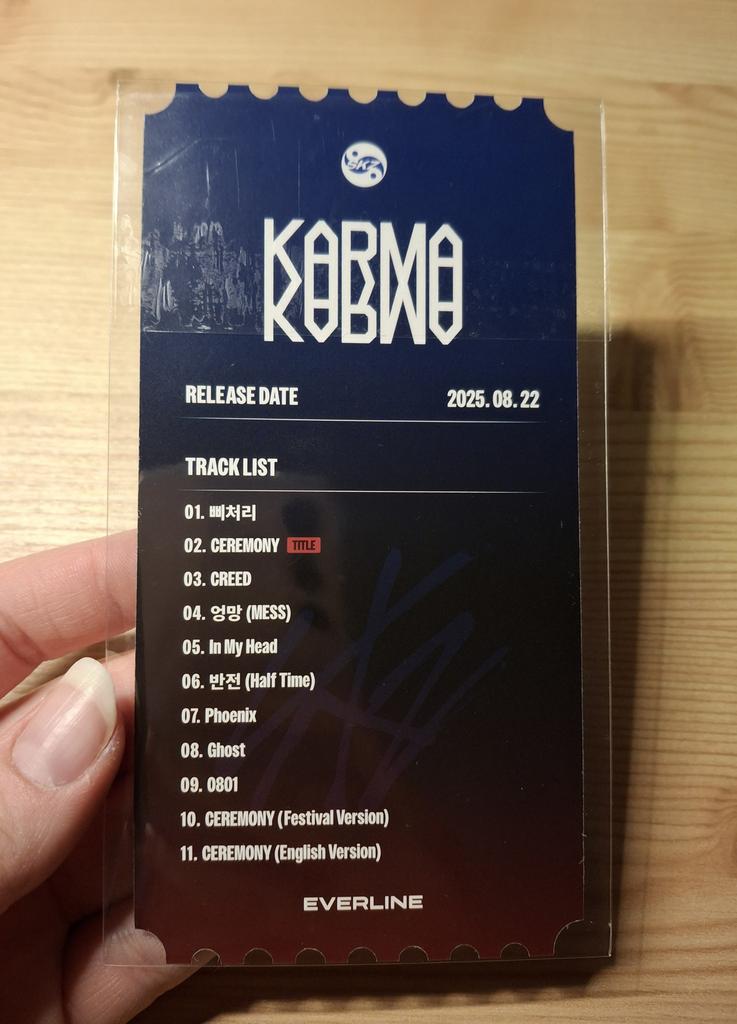 SKZ
KARMA
RELEASE DATE 2025.08.22
TRACK LIST
01. 삐처리
02. CEREMONY TITLE
03. CREED
04. 엉망 (MESS)
05. In My Head
06. 반전 (Half Time)
07. Phoenix
08. Ghost
09. 0801
10. CEREMONY (Festival Version)
11. CEREMONY (English Version)
EVERLINE